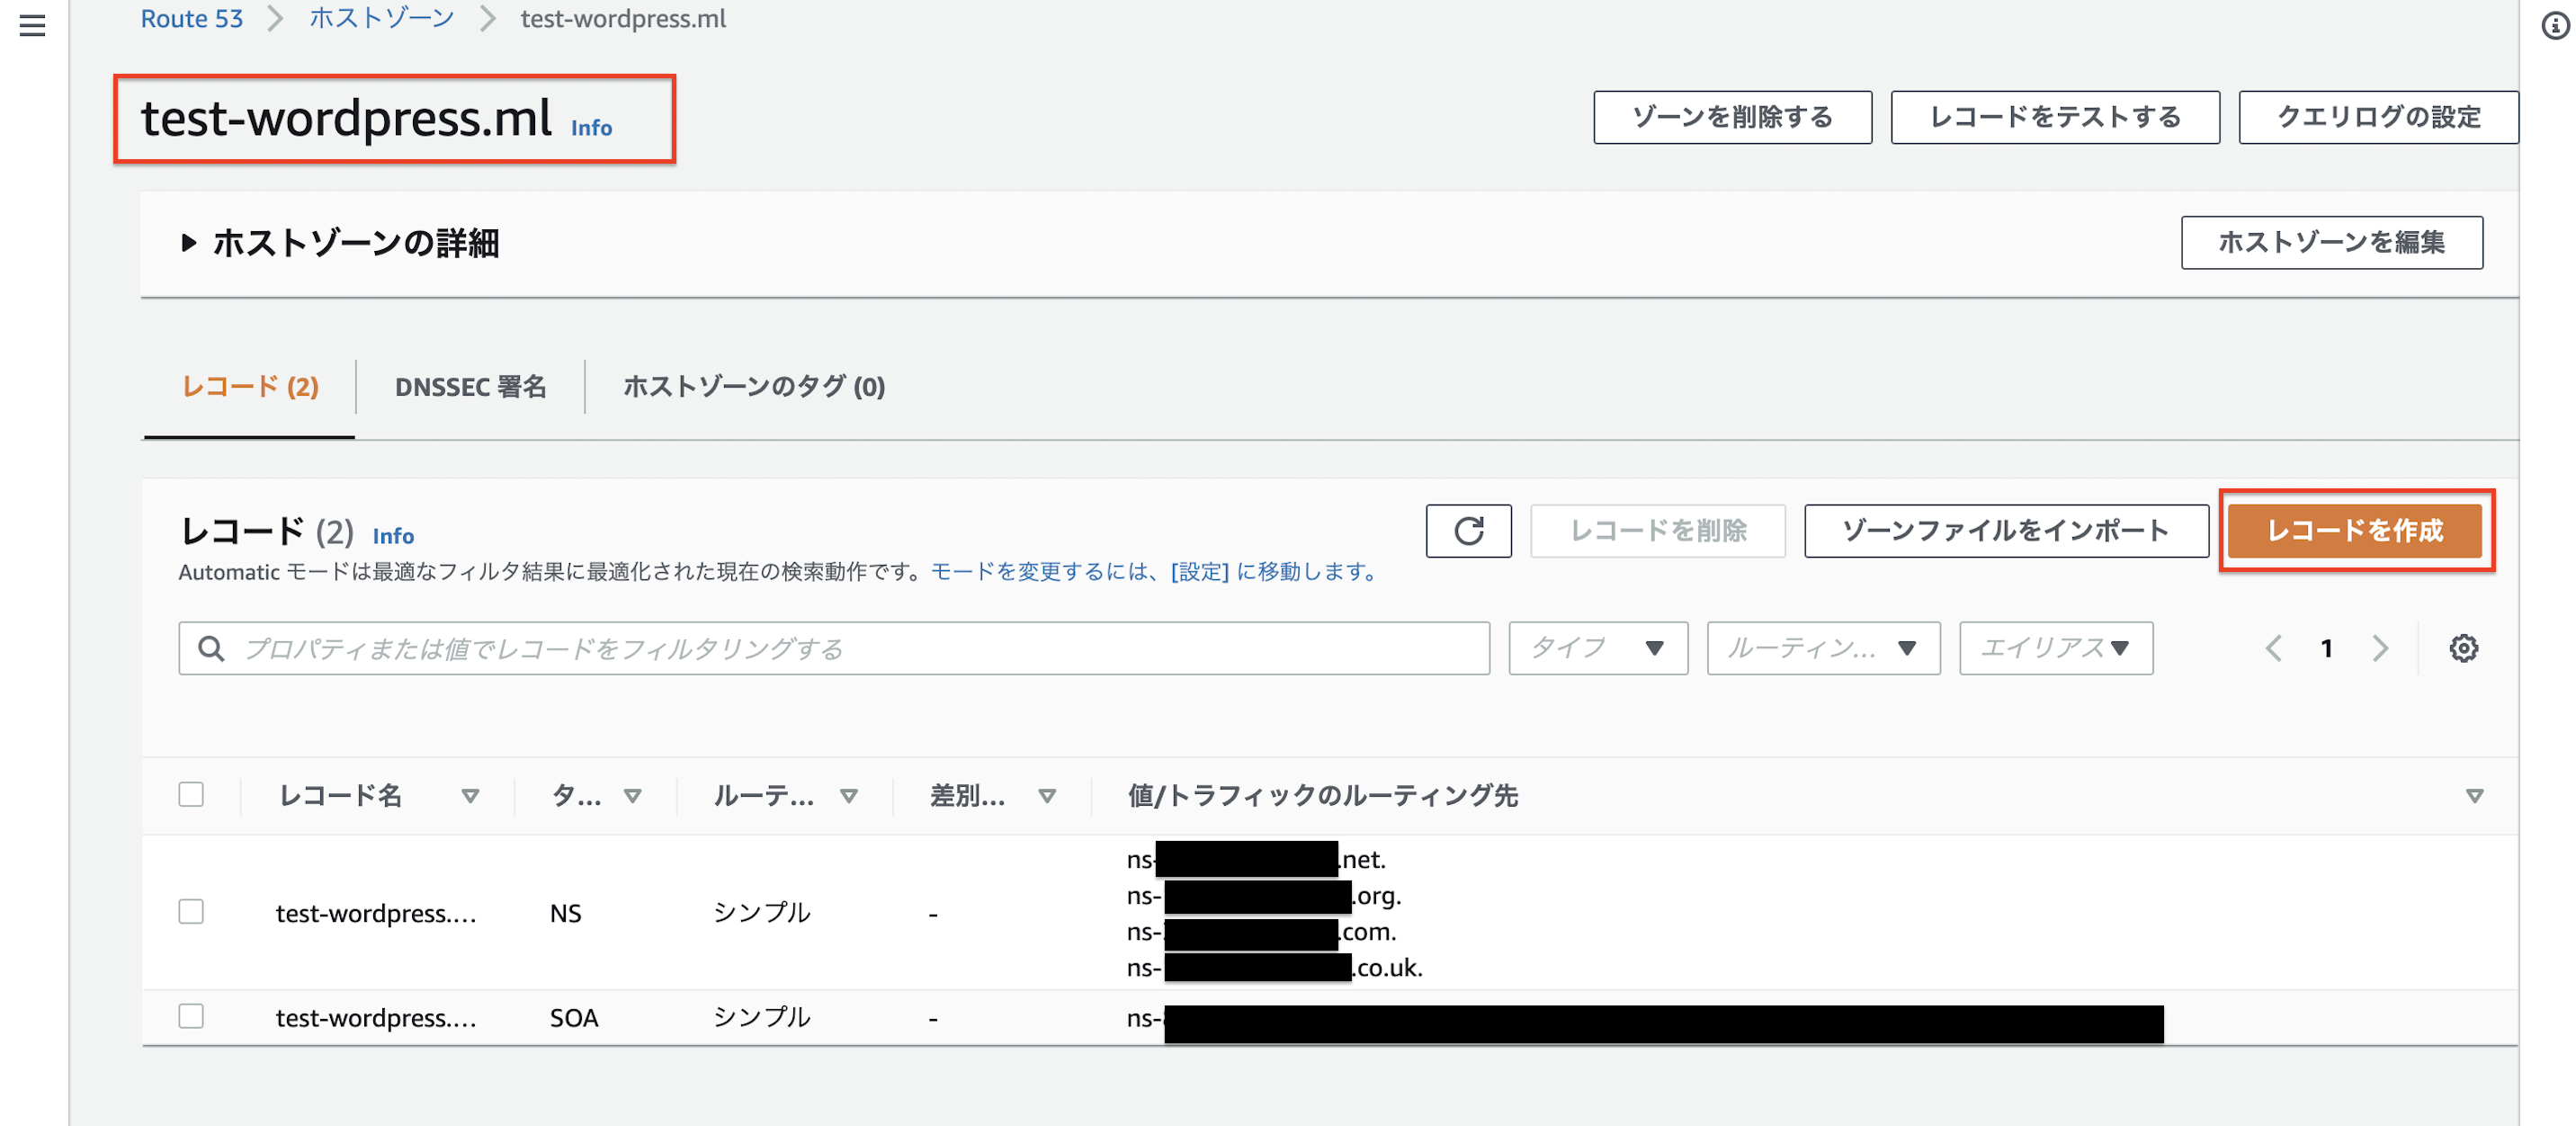 Route 53 ホストゾーン test-wordpress.ml
test-wordpress.ml Info
ゾーンを削除する レコードをテストする クエリログの設定
ホストゾーンの詳細 ホストゾーンを編集
レコード (2) DNSSEC 署名 ホストゾーンのタグ (0)
レコード (2) Info レコードを削除 ゾーンファイルをインポート レコードを作成
Automatic モードは最適なフィルタ結果に最適化された現在の検索動作です。モードを変更するには、[設定] に移動します。
プロパティまたは値でレコードをフィルタリングする タイプ ルーティン... エイリアス 1
レコード名 タ... ルーテ... 差別... 値/トラフィックのルーティング先
ns- .net.
ns- .org.
test-wordpress.... NS シンプル -
ns- .com.
ns- .co.uk.
test-wordpress.... SOA シンプル - ns-